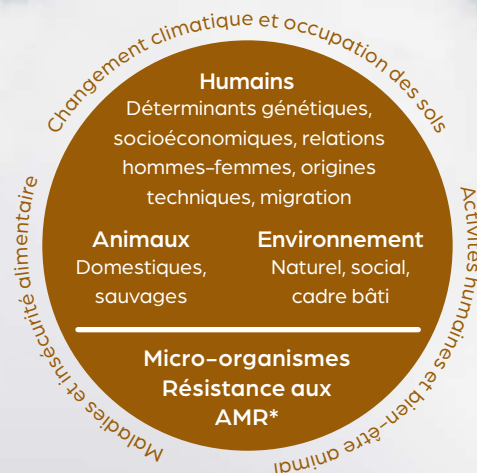 Changement climatique et occupation des sols
Humains
Déterminants génétiques,
socioéconomiques, relations
hommes-femmes, origines
techniques, migration
Animaux
Domestiques,
sauvages
Environnement
Naturel, social,
cadre bâti
Micro-organismes
Résistance aux
AMR*
Activités humaines et bien-être animal
Maladies et insécurité alimentaire